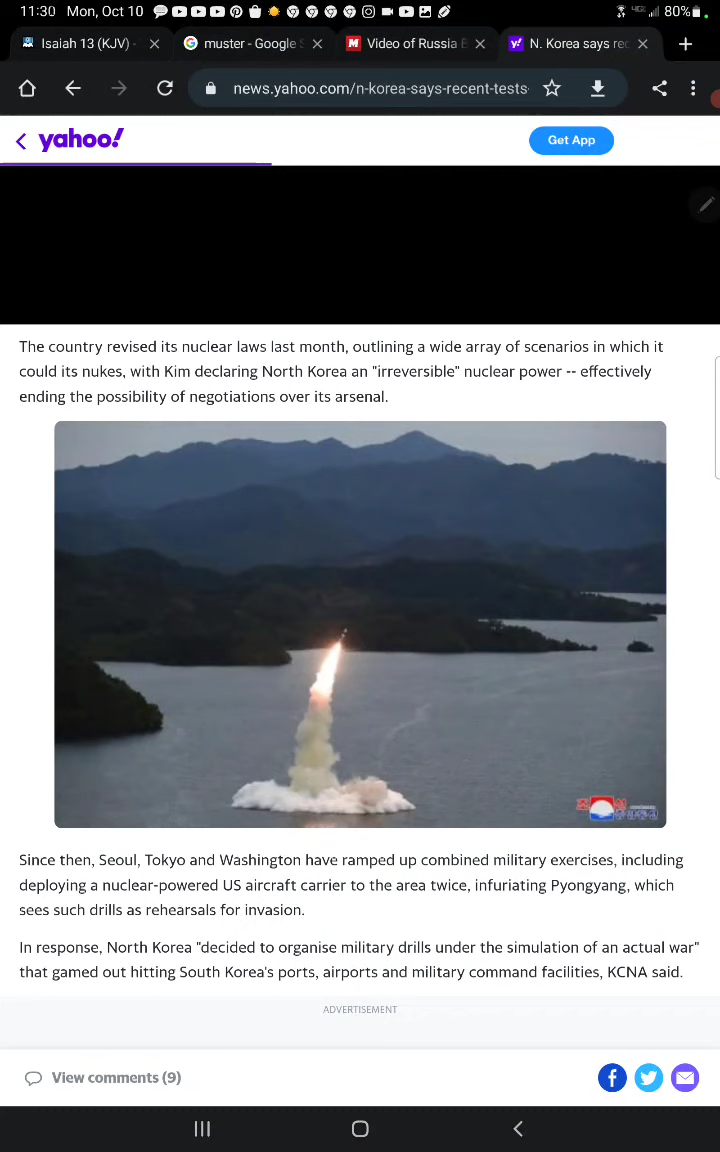 11:30 Mon, Oct 10 80%
Isaiah 13 (KJV) - muster - Google S Video of Russia B N. Korea says rec
news.yahoo.com/n-korea-says-recent-tests
yahoo! Get App
The country revised its nuclear laws last month, outlining a wide array of scenarios in which it
could its nukes, with Kim declaring North Korea an "irreversible" nuclear power -- effectively
ending the possibility of negotiations over its arsenal.
Since then, Seoul, Tokyo and Washington have ramped up combined military exercises, including
deploying a nuclear-powered US aircraft carrier to the area twice, infuriating Pyongyang, which
sees such drills as rehearsals for invasion.
In response, North Korea "decided to organise military drills under the simulation of an actual war"
that gamed out hitting South Korea's ports, airports and military command facilities, KCNA said.
ADVERTISEMENT
View comments (9)